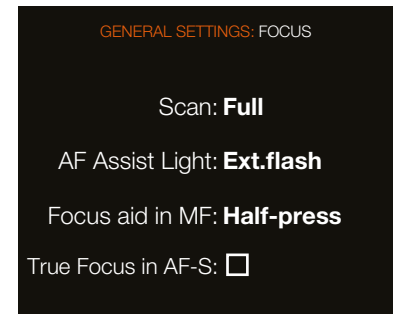 GENERAL SETTINGS: FOCUS
Scan: Full
AF Assist Light: Ext.flash
Focus aid in MF: Half-press
True Focus in AF-S: